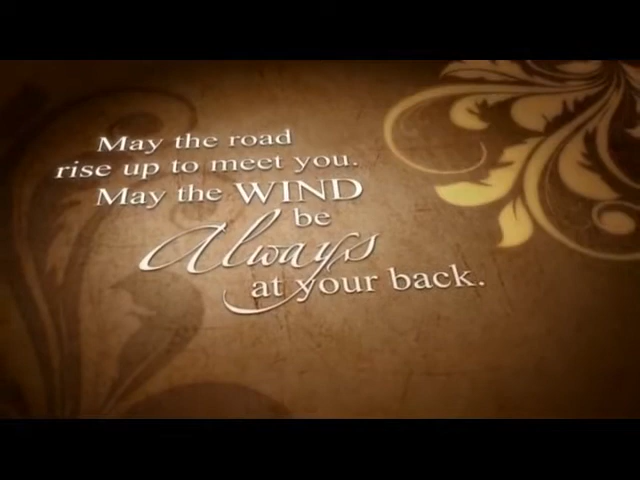 May the road
rise up to meet you.
May the WIND
be
Always
at your back.